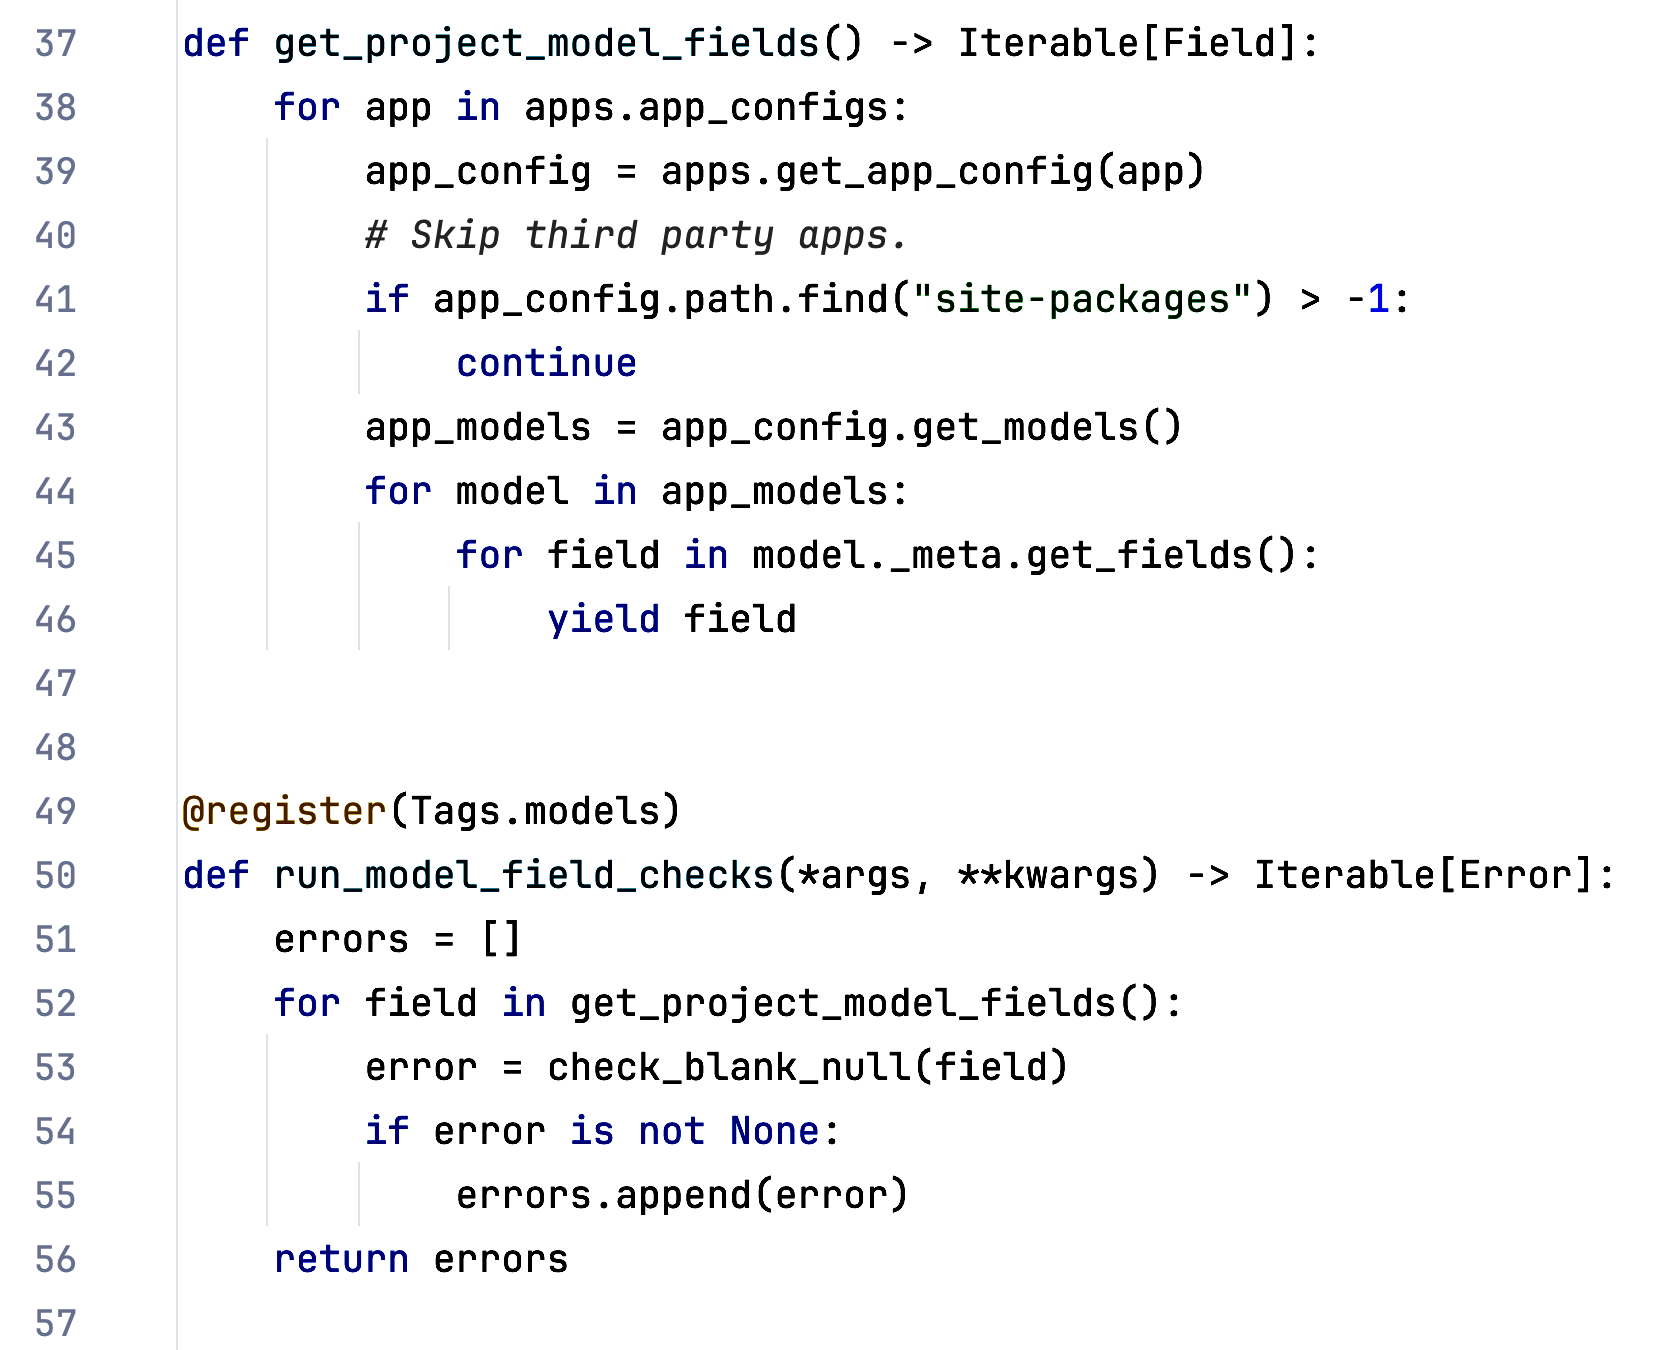 37 def get_project_model_fields() -> Iterable[Field]:
38     for app in apps.app_configs:
39         app_config = apps.get_app_config(app)
40         # Skip third party apps.
41         if app_config.path.find("site-packages") > -1:
42             continue
43         app_models = app_config.get_models()
44         for model in app_models:
45             for field in model._meta.get_fields():
46                 yield field
47
48
49 @register(Tags.models)
50 def run_model_field_checks(*args, **kwargs) -> Iterable[Error]:
51     errors = []
52     for field in get_project_model_fields():
53         error = check_blank_null(field)
54         if error is not None:
55             errors.append(error)
56     return errors
57